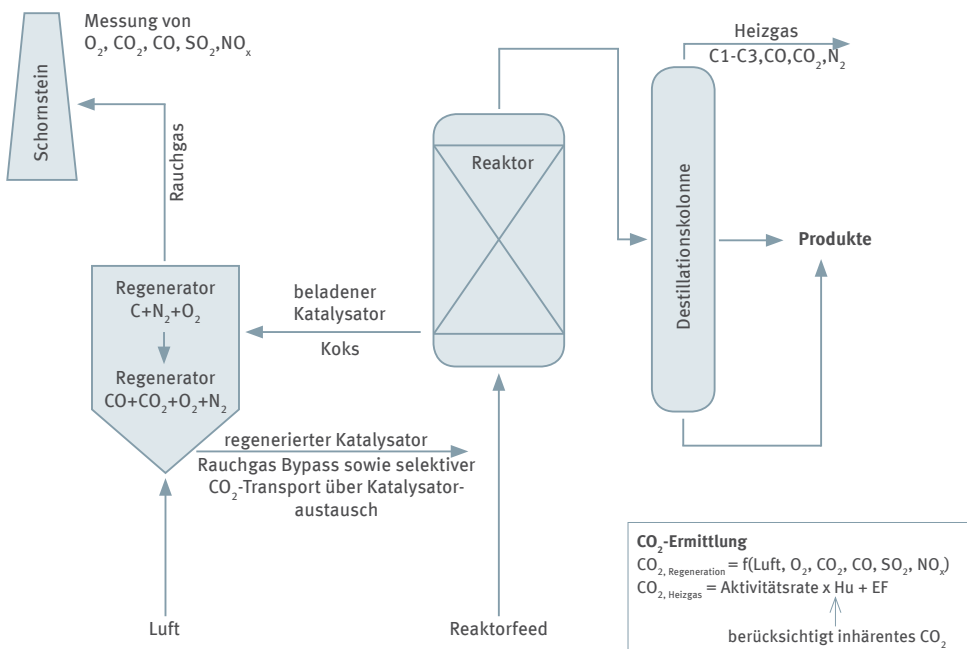 Messung von
O₂, CO₂, CO, SO₂,NOₓ
Schornstein
Rauchgas
Heizgas
C1-C3,CO,CO₂,N₂
Reaktor
Destillationskolonne
Produkte
Regenerator
C+N₂+O₂
Regenerator
CO+CO₂+O₂+N₂
beladener
Katalysator
Koks
regenerierter Katalysator
Rauchgas Bypass sowie selektiver
CO₂-Transport über Katalysator-
austausch
Luft
Reaktorfeed
CO₂-Ermittlung
CO₂, Regeneration = f(Luft, O₂, CO₂, CO, SO₂, NOₓ)
CO₂, Heizgas = Aktivitätsrate x Hu + EF
berücksichtigt inhärentes CO₂